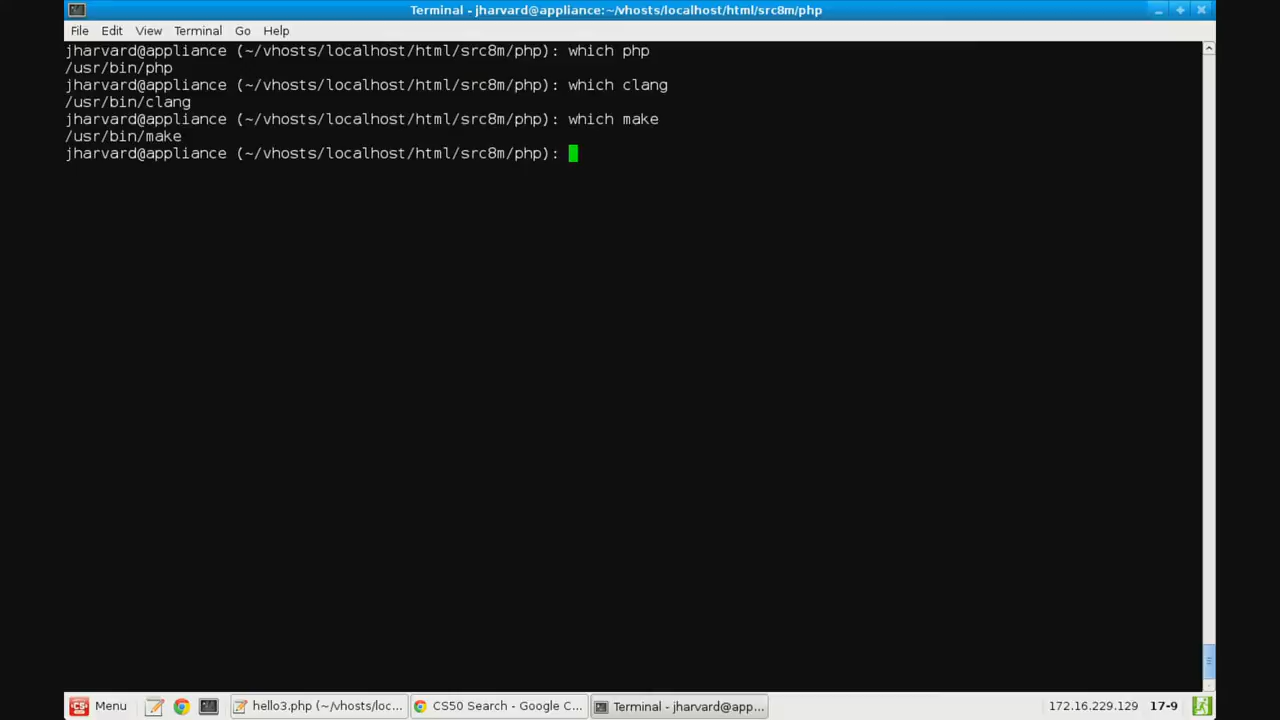 Terminal - jharvard@appliance:~/vhosts/localhost/html/src8m/php
File Edit View Terminal Go Help
jharvard@appliance (~/vhosts/localhost/html/src8m/php): which php
/usr/bin/php
jharvard@appliance (~/vhosts/localhost/html/src8m/php): which clang
/usr/bin/clang
jharvard@appliance (~/vhosts/localhost/html/src8m/php): which make
/usr/bin/make
jharvard@appliance (~/vhosts/localhost/html/src8m/php):
CS Menu hello3.php (~/vhosts/loc... CS50 Search - Google C... Terminal - jharvard@app... 172.16.229.129 17-9